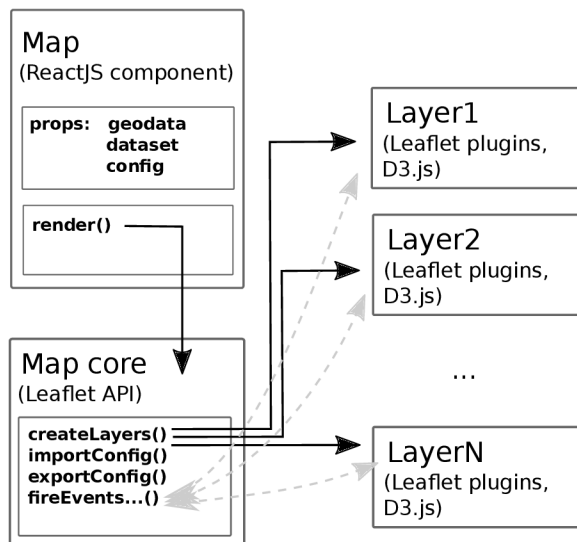 Map
(ReactJS component)
props: geodata
dataset
config
render()
Map core
(Leaflet API)
createLayers()
importConfig()
exportConfig()
fireEvents...()
Layer1
(Leaflet plugins,
D3.js)
Layer2
(Leaflet plugins,
D3.js)
...
LayerN
(Leaflet plugins,
D3.js)